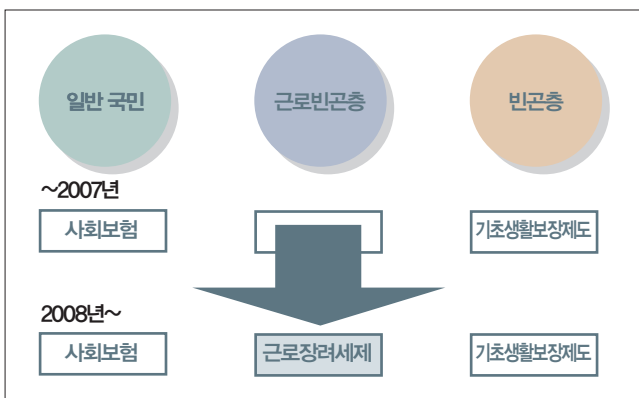 일반 국민 근로빈곤층 빈곤층
~2007년
사회보험 기초생활보장제도
2008년~
사회보험 근로장려세제 기초생활보장제도